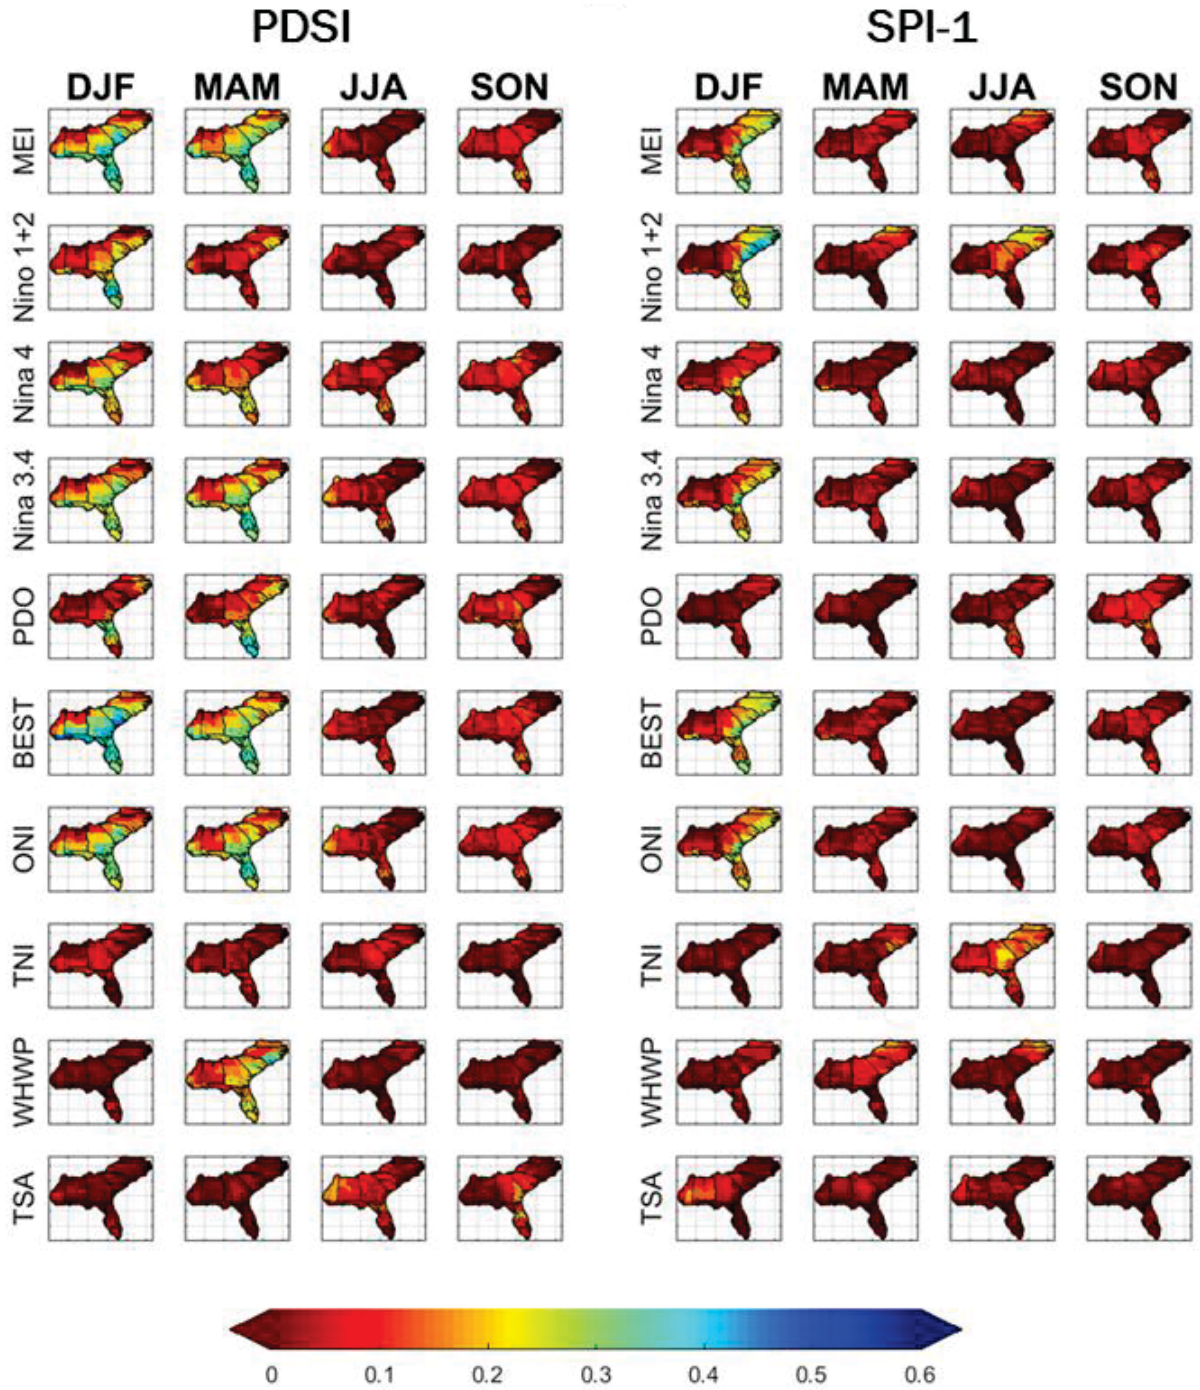 PDSI SPI-1
DJF MAM JJA SON DJF MAM JJA SON
MEI MEI
Nino 1+2 Nino 1+2
Nina 4 Nina 4
Nina 3.4 Nina 3.4
PDO PDO
BEST BEST
ONI ONI
TNI TNI
WHWP WHWP
TSA TSA
0 0.1 0.2 0.3 0.4 0.5 0.6